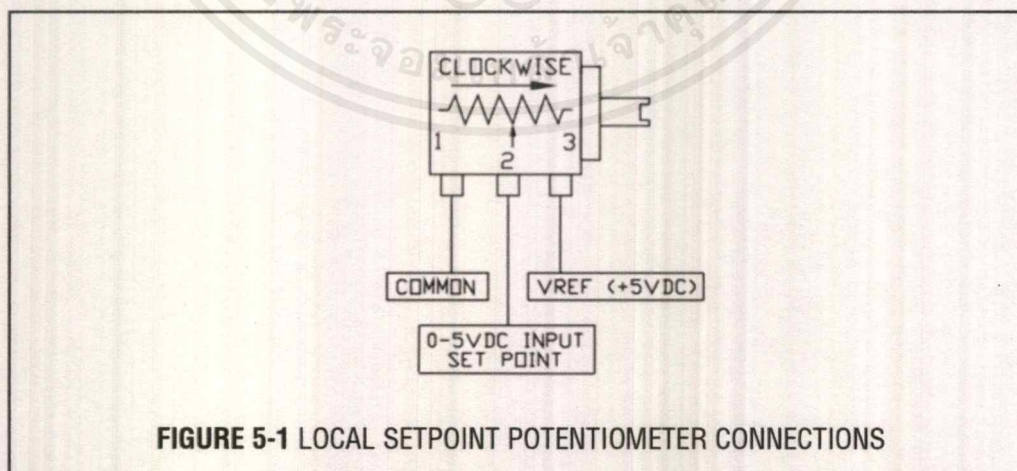 CLOCKWISE
1
2
3
COMMON
VREF (+5VDC)
0-5VDC INPUT
SET POINT
FIGURE 5-1 LOCAL SETPOINT POTENTIOMETER CONNECTIONS